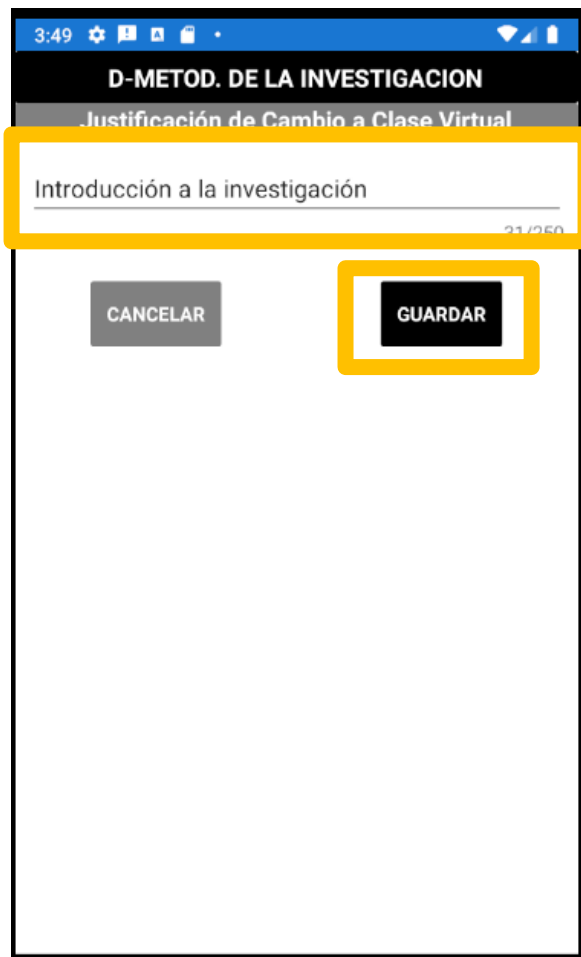 3:49
D-METOD. DE LA INVESTIGACION
Justificación de Cambio a Clase Virtual
Introducción a la investigación
31/250
CANCELAR
GUARDAR